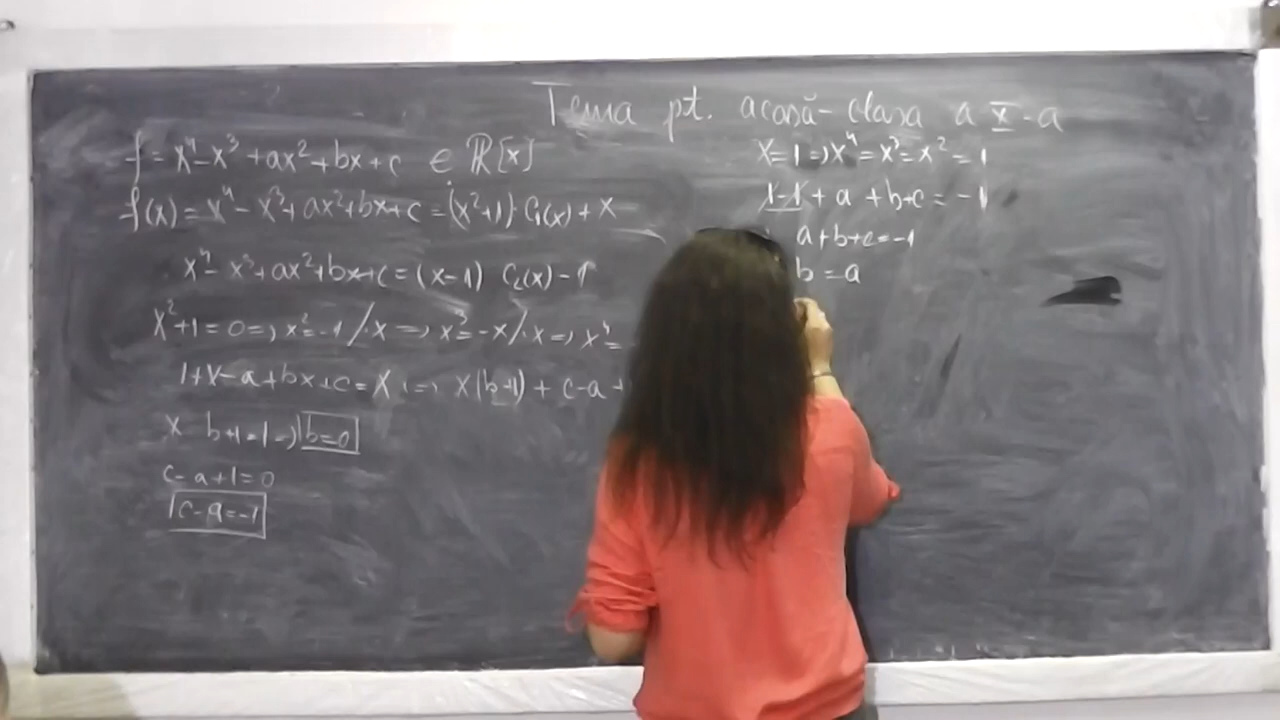 Tema pt. acasă - clasa a X-a
f = x⁴ - x³ + ax² + bx + c ∈ ℝ[x]
f(x) = x⁴ - x³ + ax² + bx + c = (x²+1)·C₁(x) + x
x⁴ - x³ + ax² + bx + c = (x-1) C₂(x) - 1
x²+1 = 0 => x² = -1 /·x => x³ = -x /·x => x⁴ =
1 + x - a + bx + c = x => x(b+1) + c - a +
x b+1=1 => b=0
c - a + 1 = 0
c - a = -1
x = 1 => x⁴ = x³ = x² = 1
1 - 1 + a + b + c = -1
a + b + c = -1
b = a